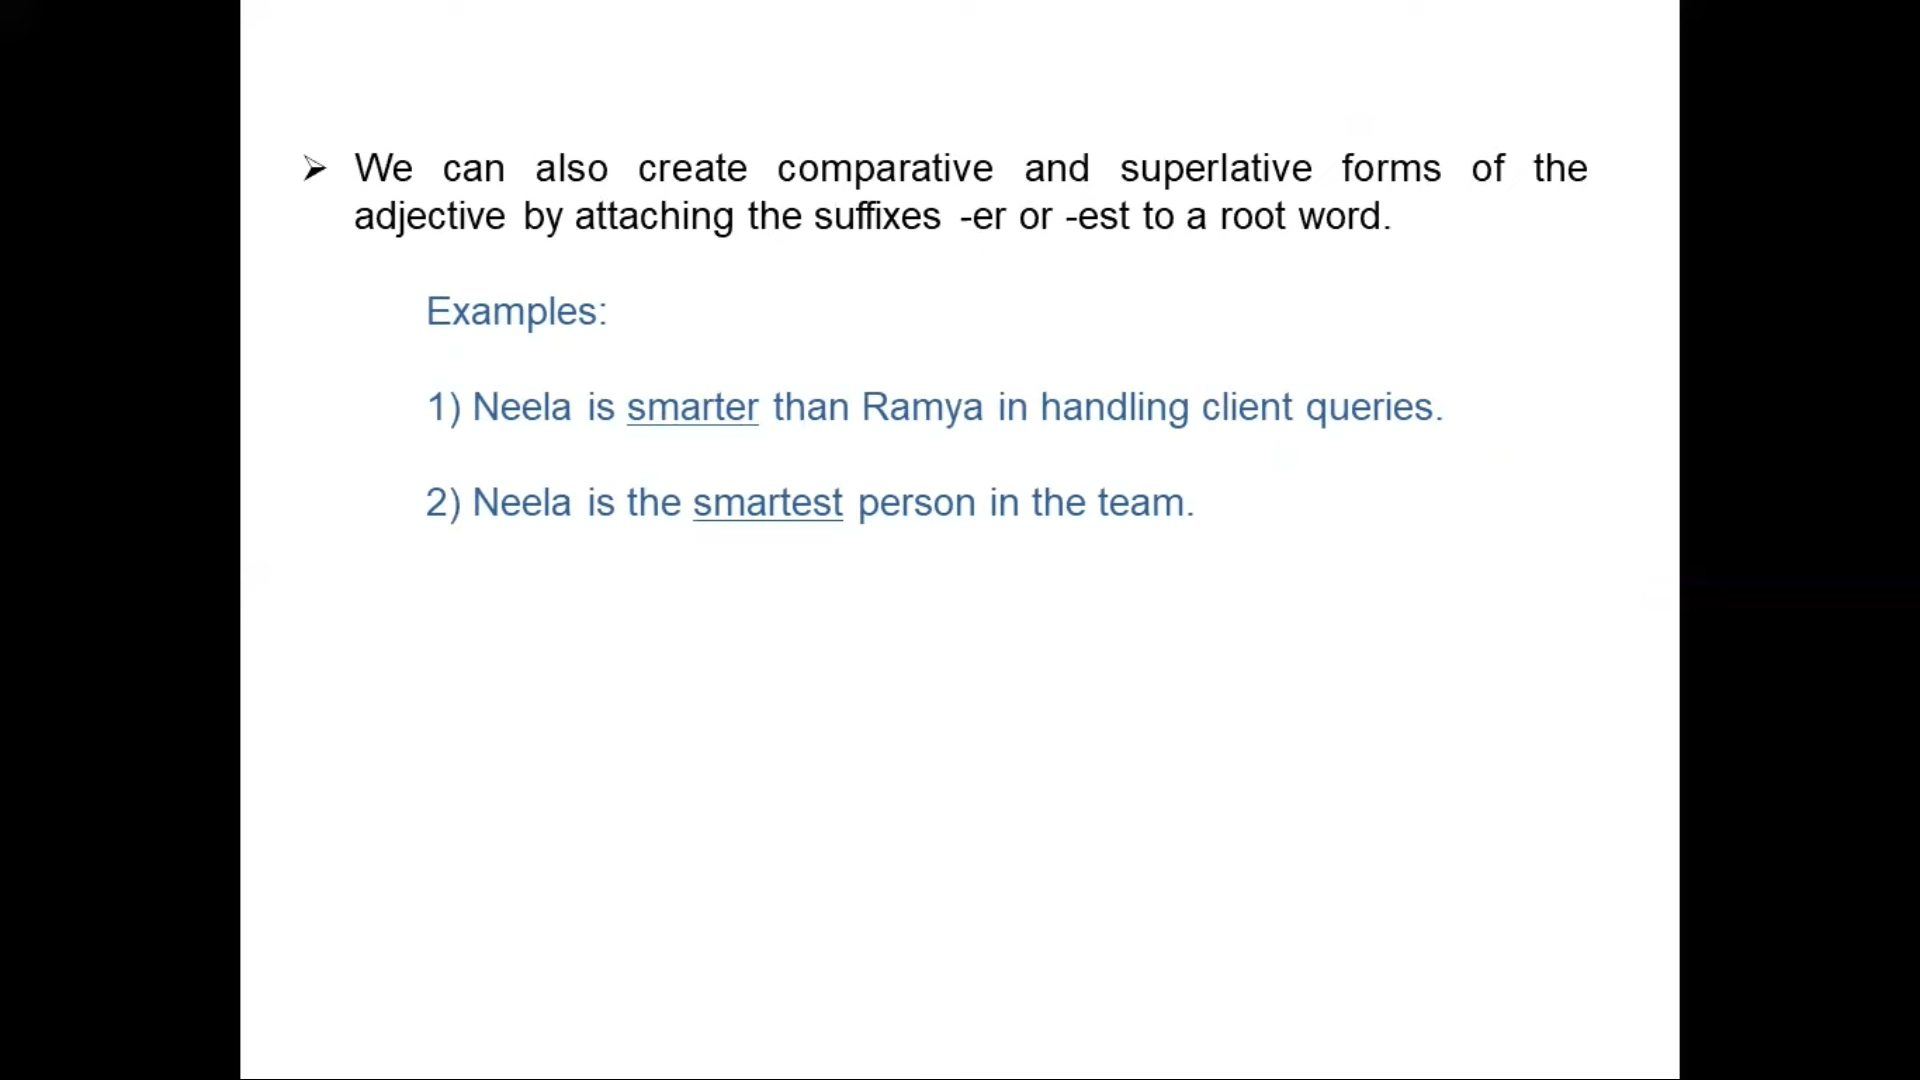 ➢ We can also create comparative and superlative forms of the
adjective by attaching the suffixes -er or -est to a root word.
Examples:
1) Neela is smarter than Ramya in handling client queries.
2) Neela is the smartest person in the team.